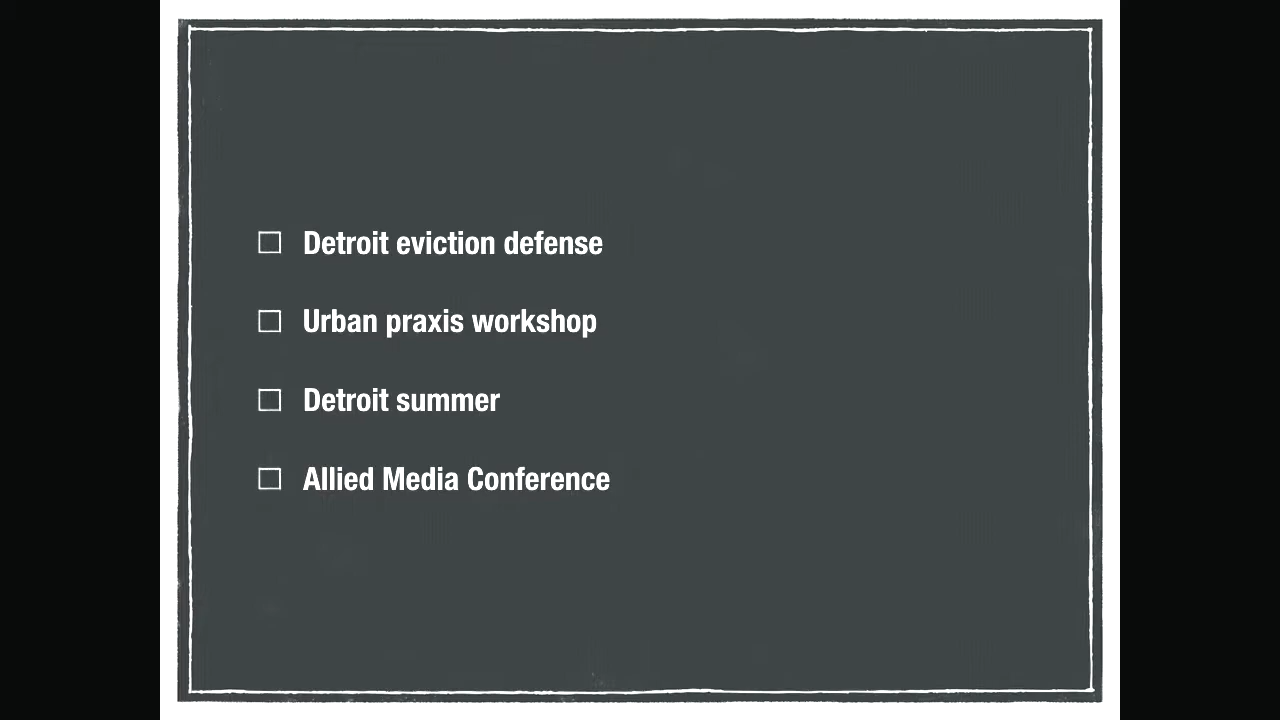 Detroit eviction defense
Urban praxis workshop
Detroit summer
Allied Media Conference